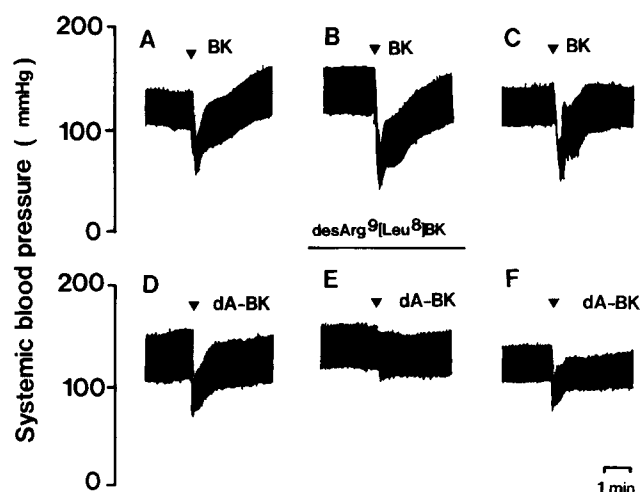 Systemic blood pressure ( mmHg)
200
100
0
A ▼ BK
B ▼ BK
C ▼ BK
desArg⁹[Leu⁸]BK
200
100
0
D ▼ dA-BK
E ▼ dA-BK
F ▼ dA-BK
1 min